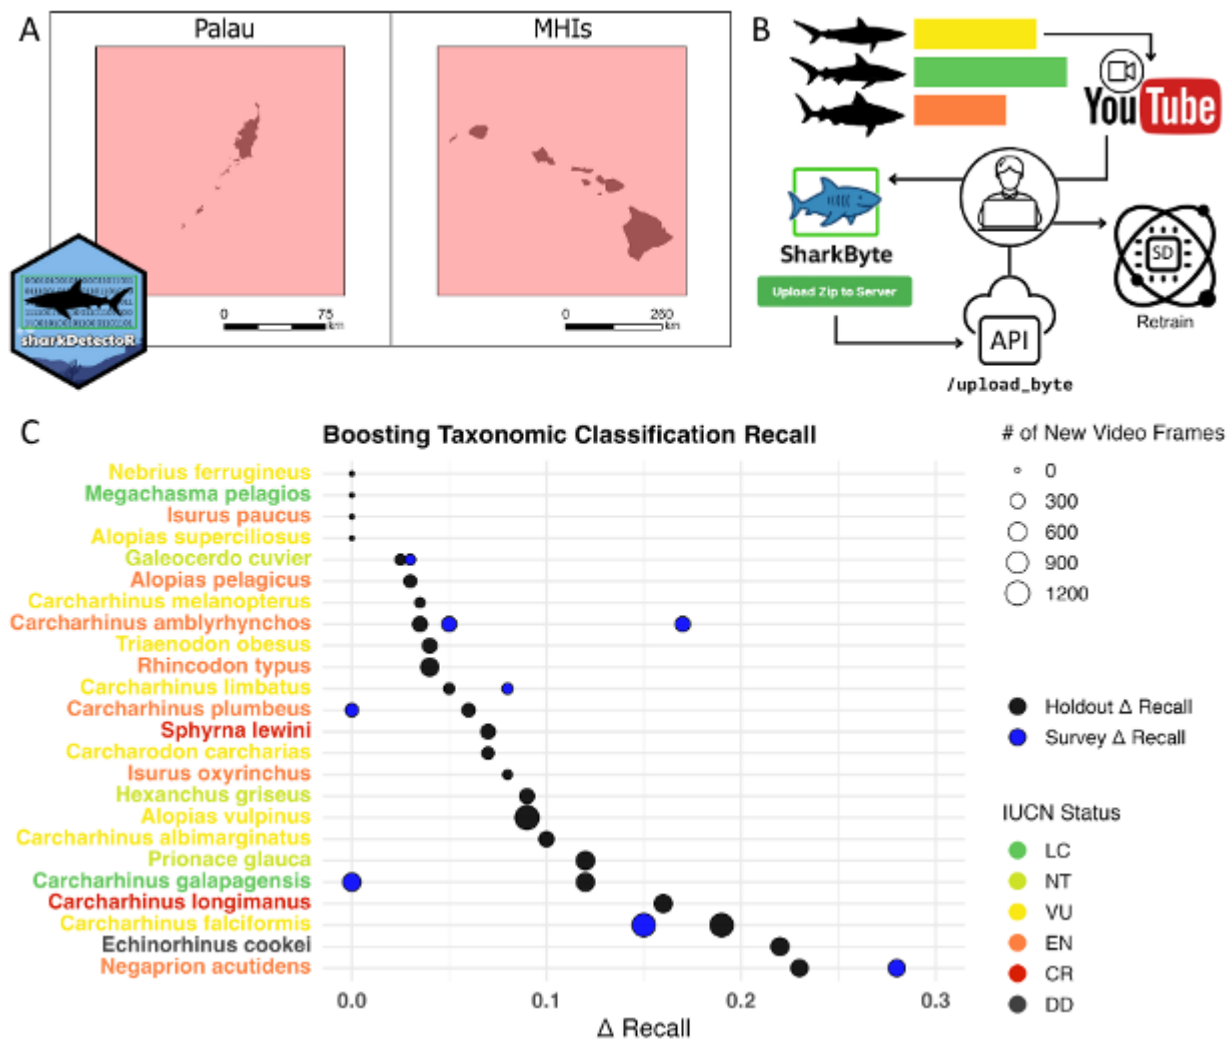 A
Palau
MHIs
0 75
km
0 260
km
sharkDetectoR
B
YouTube
SharkByte
Upload Zip to Server
SD
Retrain
API
/upload_byte
C
Boosting Taxonomic Classification Recall
Nebrius ferrugineus
Megachasma pelagios
Isurus paucus
Alopias superciliosus
Galeocerdo cuvier
Alopias pelagicus
Carcharhinus melanopterus
Carcharhinus amblyrhynchos
Triaenodon obesus
Rhincodon typus
Carcharhinus limbatus
Carcharhinus plumbeus
Sphyrna lewini
Carcharodon carcharias
Isurus oxyrinchus
Hexanchus griseus
Alopias vulpinus
Carcharhinus albimarginatus
Prionace glauca
Carcharhinus galapagensis
Carcharhinus longimanus
Carcharhinus falciformis
Echinorhinus cookei
Negaprion acutidens
0.0 0.1 0.2 0.3
Δ Recall
# of New Video Frames
0
300
600
900
1200
Holdout Δ Recall
Survey Δ Recall
IUCN Status
LC
NT
VU
EN
CR
DD